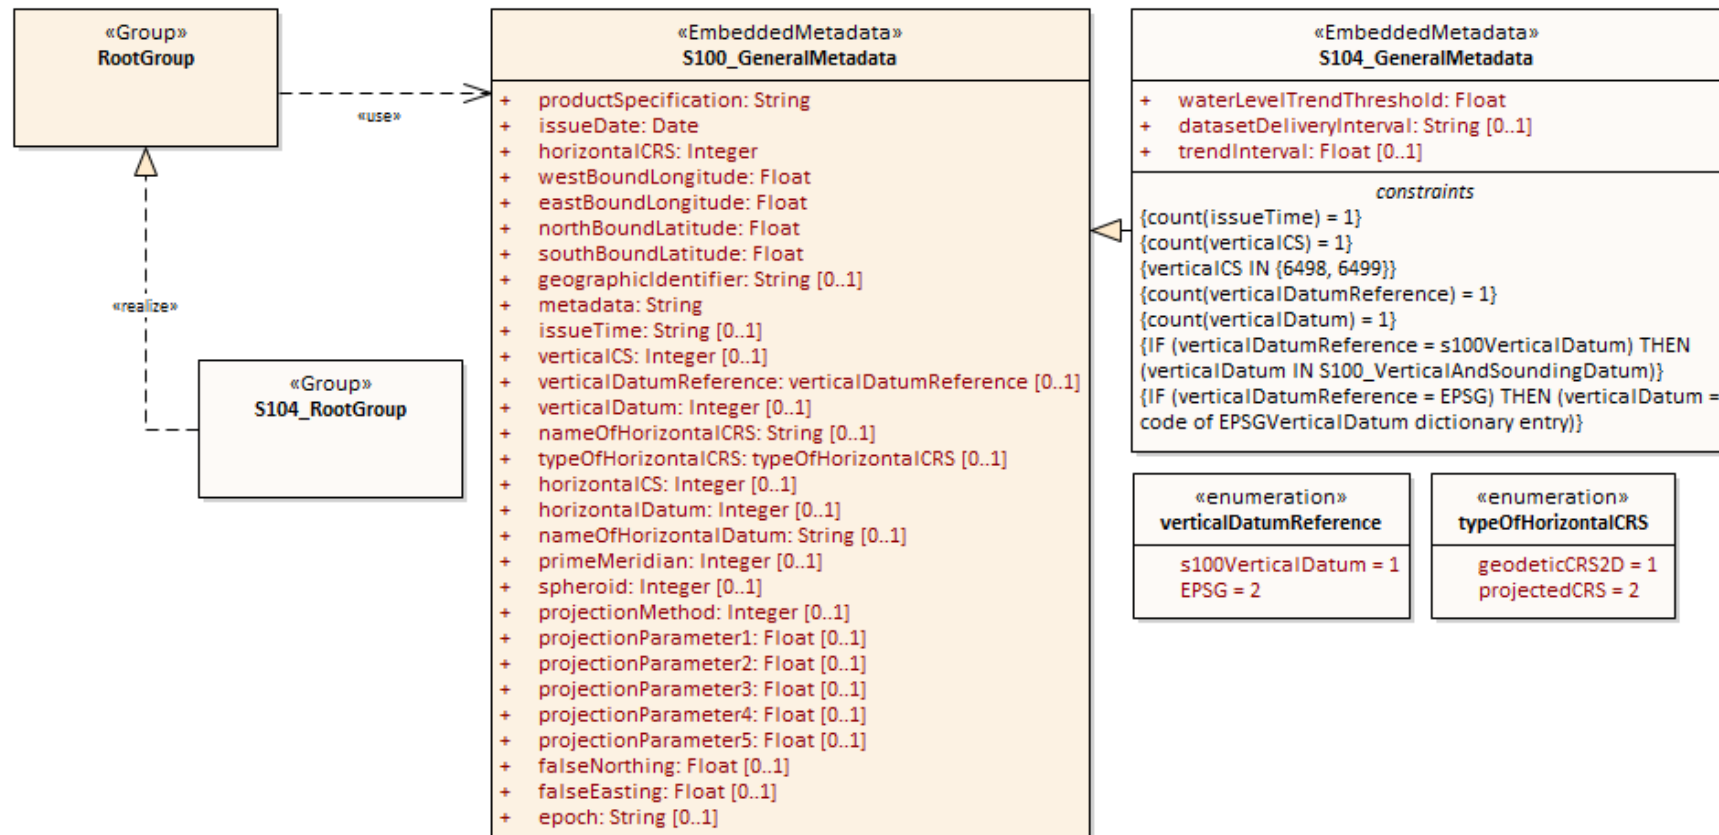 «Group»
RootGroup
«use»
«realize»
«Group»
S104_RootGroup
«EmbeddedMetadata»
S100_GeneralMetadata
+ productSpecification: String
+ issueDate: Date
+ horizontalCRS: Integer
+ westBoundLongitude: Float
+ eastBoundLongitude: Float
+ northBoundLatitude: Float
+ southBoundLatitude: Float
+ geographicIdentifier: String [0..1]
+ metadata: String
+ issueTime: String [0..1]
+ verticalCS: Integer [0..1]
+ verticalDatumReference: verticalDatumReference [0..1]
+ verticalDatum: Integer [0..1]
+ nameOfHorizontalCRS: String [0..1]
+ typeOfHorizontalCRS: typeOfHorizontalCRS [0..1]
+ horizontalCS: Integer [0..1]
+ horizontalDatum: Integer [0..1]
+ nameOfHorizontalDatum: String [0..1]
+ primeMeridian: Integer [0..1]
+ spheroid: Integer [0..1]
+ projectionMethod: Integer [0..1]
+ projectionParameter1: Float [0..1]
+ projectionParameter2: Float [0..1]
+ projectionParameter3: Float [0..1]
+ projectionParameter4: Float [0..1]
+ projectionParameter5: Float [0..1]
+ falseNorthing: Float [0..1]
+ falseEasting: Float [0..1]
+ epoch: String [0..1]
«EmbeddedMetadata»
S104_GeneralMetadata
+ waterLevelTrendThreshold: Float
+ datasetDeliveryInterval: String [0..1]
+ trendInterval: Float [0..1]
constraints
{count(issueTime) = 1}
{count(verticalCS) = 1}
{verticalCS IN {6498, 6499}}
{count(verticalDatumReference) = 1}
{count(verticalDatum) = 1}
{IF (verticalDatumReference = s100VerticalDatum) THEN
(verticalDatum IN S100_VerticalAndSoundingDatum)}
{IF (verticalDatumReference = EPSG) THEN (verticalDatum =
code of EPSGVerticalDatum dictionary entry)}
«enumeration»
verticalDatumReference
s100VerticalDatum = 1
EPSG = 2
«enumeration»
typeOfHorizontalCRS
geodeticCRS2D = 1
projectedCRS = 2